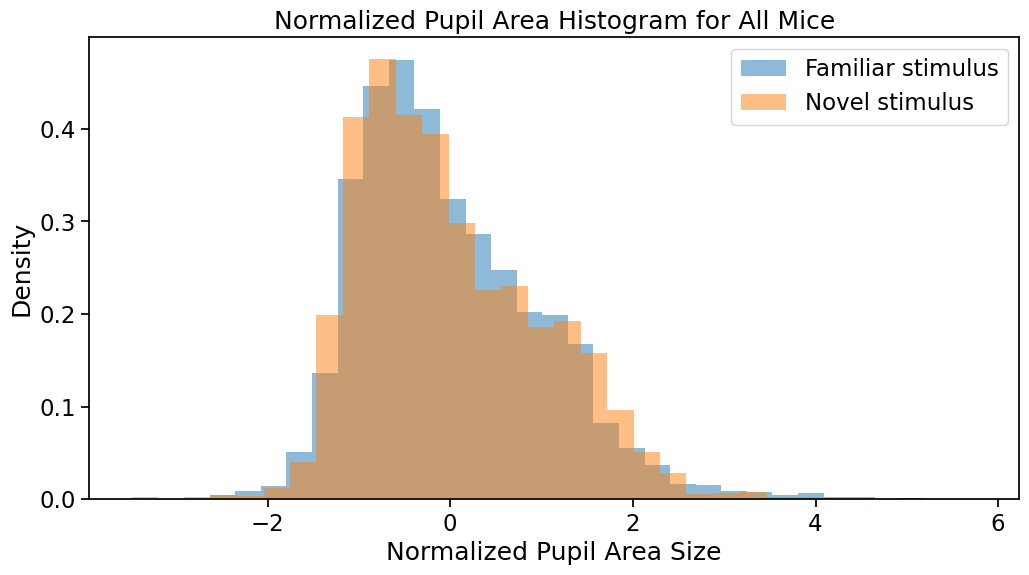 Normalized Pupil Area Histogram for All Mice
Familiar stimulus
Novel stimulus
Density
0.4
0.3
0.2
0.1
0.0
−2
0
2
4
6
Normalized Pupil Area Size